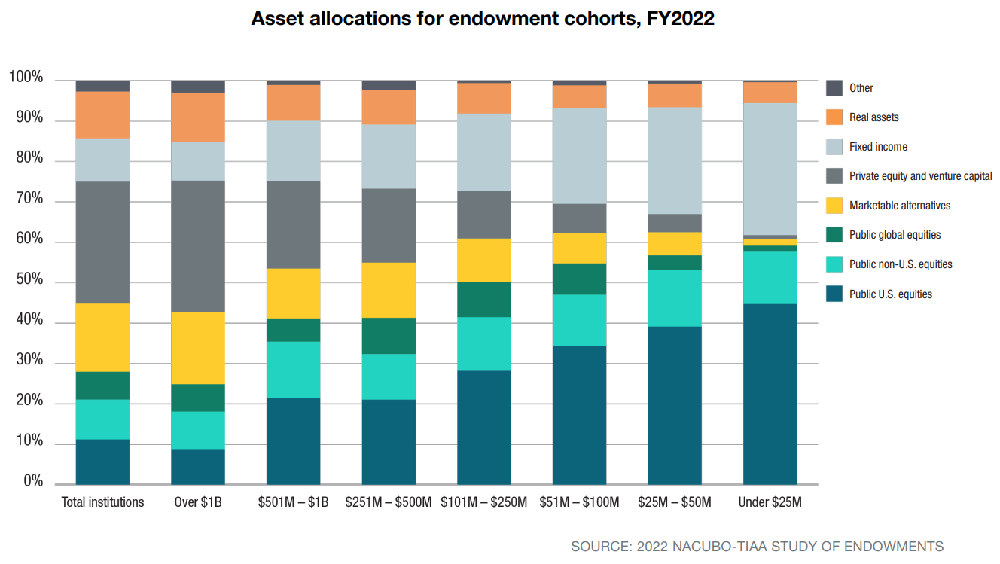 Asset allocations for endowment cohorts, FY2022
100%
90%
80%
70%
60%
50%
40%
30%
20%
10%
0%
Total institutions
Over $1B
$501M – $1B
$251M – $500M
$101M – $250M
$51M – $100M
$25M – $50M
Under $25M
Other
Real assets
Fixed income
Private equity and venture capital
Marketable alternatives
Public global equities
Public non-U.S. equities
Public U.S. equities
SOURCE: 2022 NACUBO-TIAA STUDY OF ENDOWMENTS